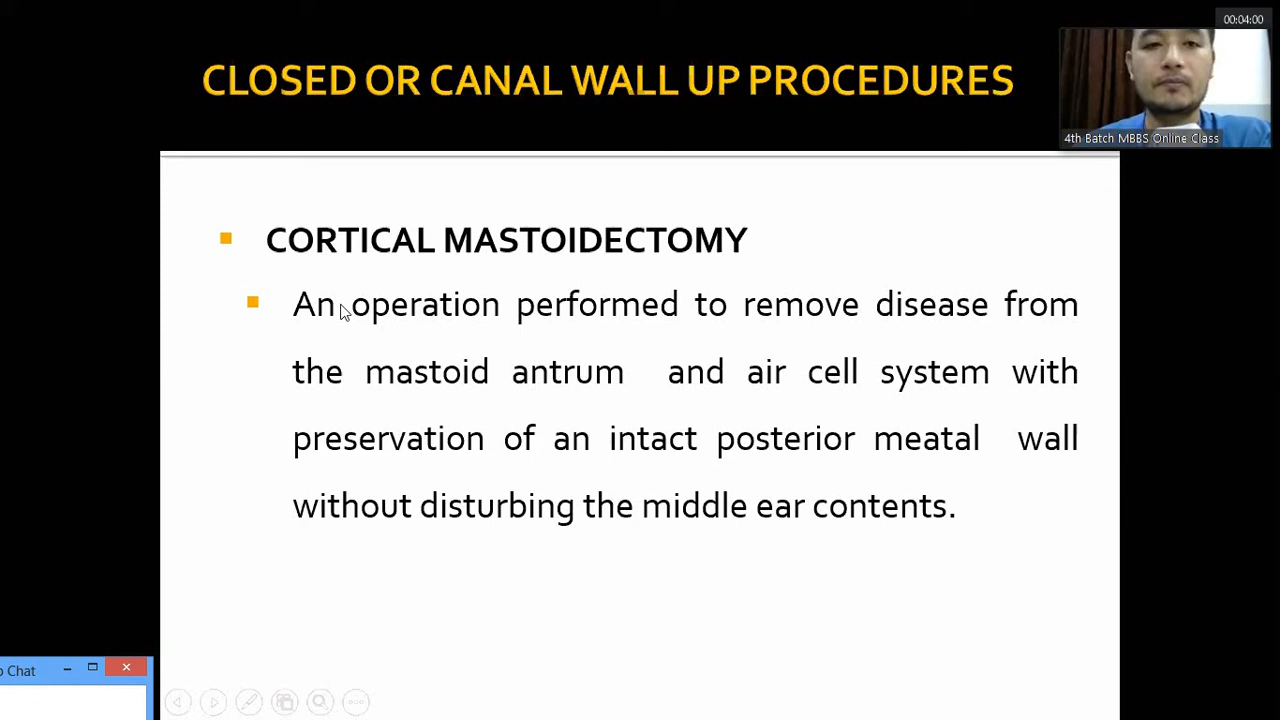 00:04:00
CLOSED OR CANAL WALL UP PROCEDURES
4th Batch MBBS Online Class
CORTICAL MASTOIDECTOMY
An operation performed to remove disease from
the mastoid antrum and air cell system with
preservation of an intact posterior meatal wall
without disturbing the middle ear contents.
Chat